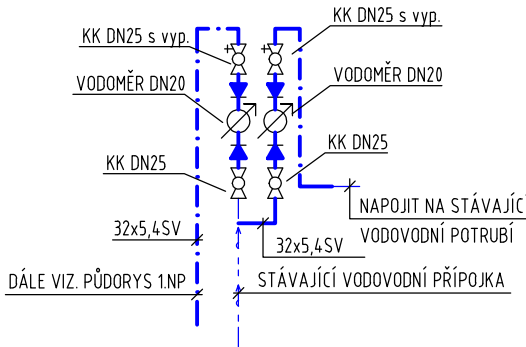 KK DN25 s vyp.
KK DN25 s vyp.
VODOMĚR DN20
VODOMĚR DN20
KK DN25
KK DN25
NAPOJIT NA STÁVAJÍCÍ
VODOVODNÍ POTRUBÍ
32x5,4SV
32x5,4SV
DÁLE VIZ. PŮDORYS 1.NP
STÁVAJÍCÍ VODOVODNÍ PŘÍPOJKA